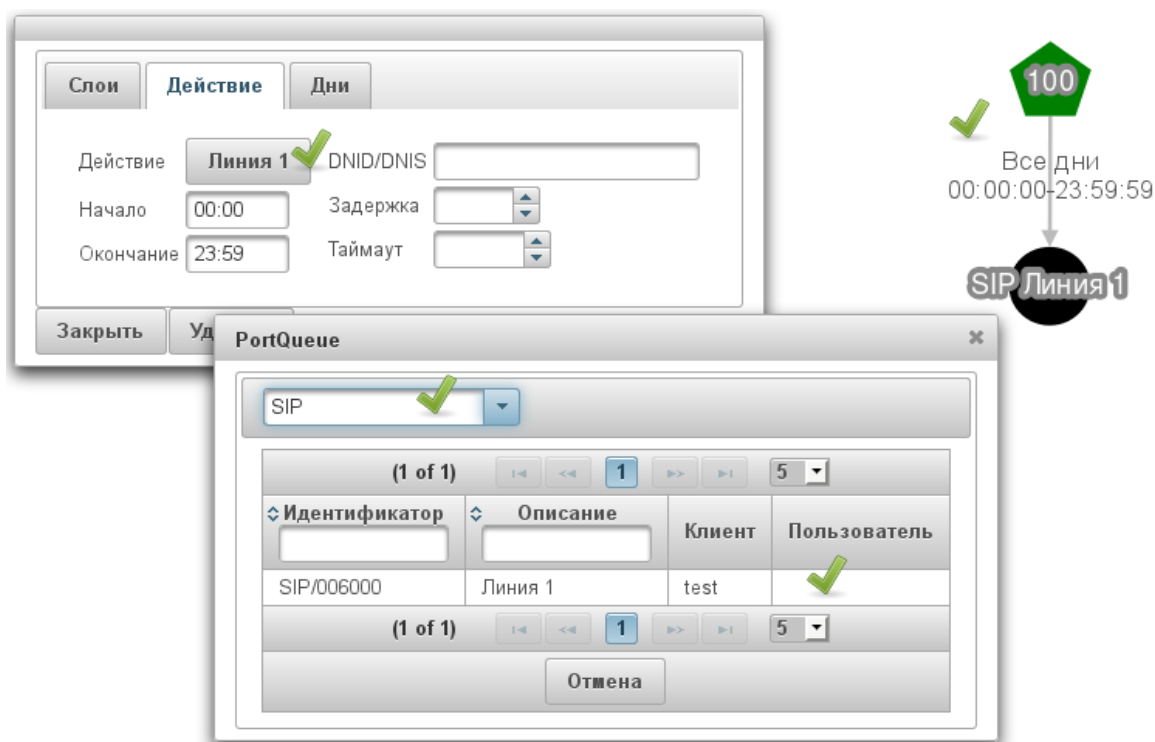 Слои Действие Дни
Действие Линия 1 DNID/DNIS
Начало 00:00 Задержка
Окончание 23:59 Таймаут
Закрыть Уд
100
Все дни
00:00:00-23:59:59
SIP Линия 1
PortQueue
SIP
(1 of 1) 1 5
Идентификатор Описание Клиент Пользователь
SIP/006000 Линия 1 test
(1 of 1) 1 5
Отмена